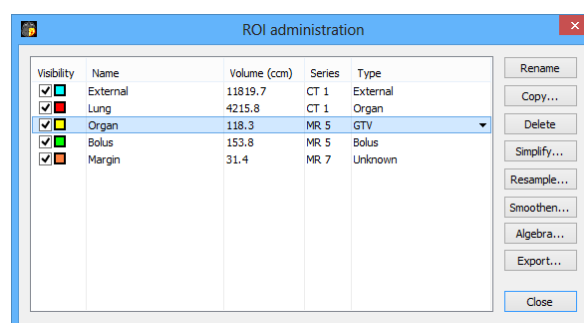 ROI administration
Visibility Name Volume (ccm) Series Type
External 11819.7 CT 1 External
Lung 4215.8 CT 1 Organ
Organ 118.3 MR 5 GTV
Bolus 153.8 MR 5 Bolus
Margin 31.4 MR 7 Unknown
Rename
Copy...
Delete
Simplify...
Resample...
Smoothen...
Algebra...
Export...
Close